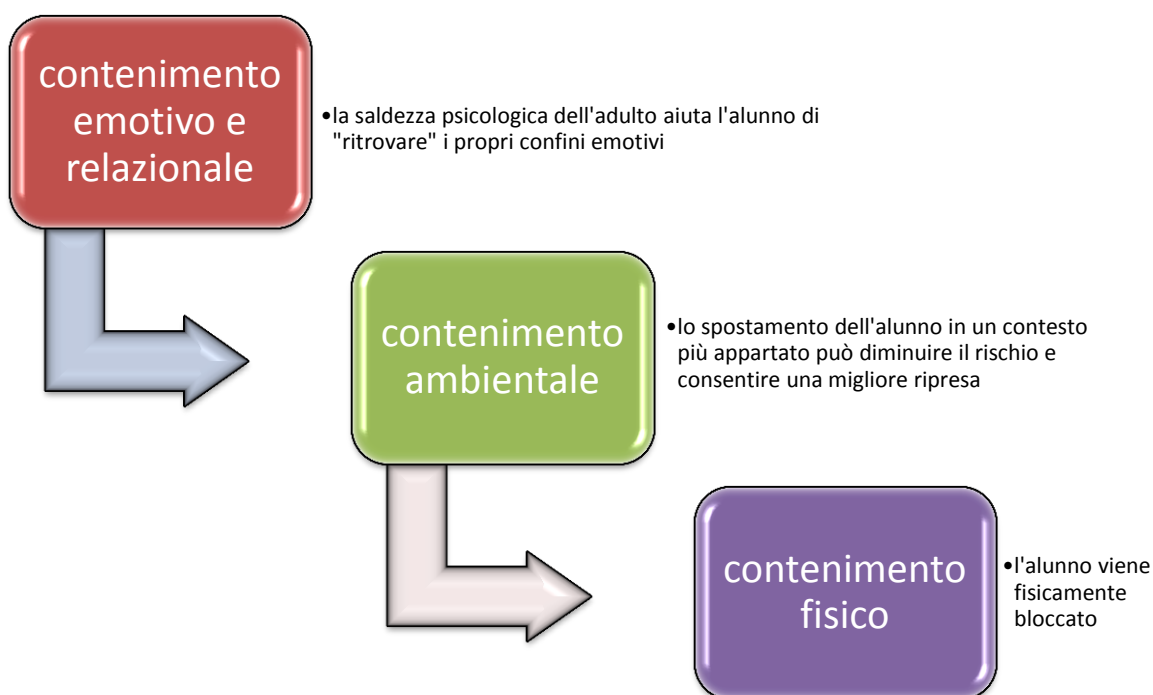 contenimento
emotivo e
relazionale
•la saldezza psicologica dell'adulto aiuta l'alunno di
"ritrovare" i propri confini emotivi
contenimento
ambientale
•lo spostamento dell'alunno in un contesto
più appartato può diminuire il rischio e
consentire una migliore ripresa
contenimento
fisico
•l'alunno viene
fisicamente
bloccato